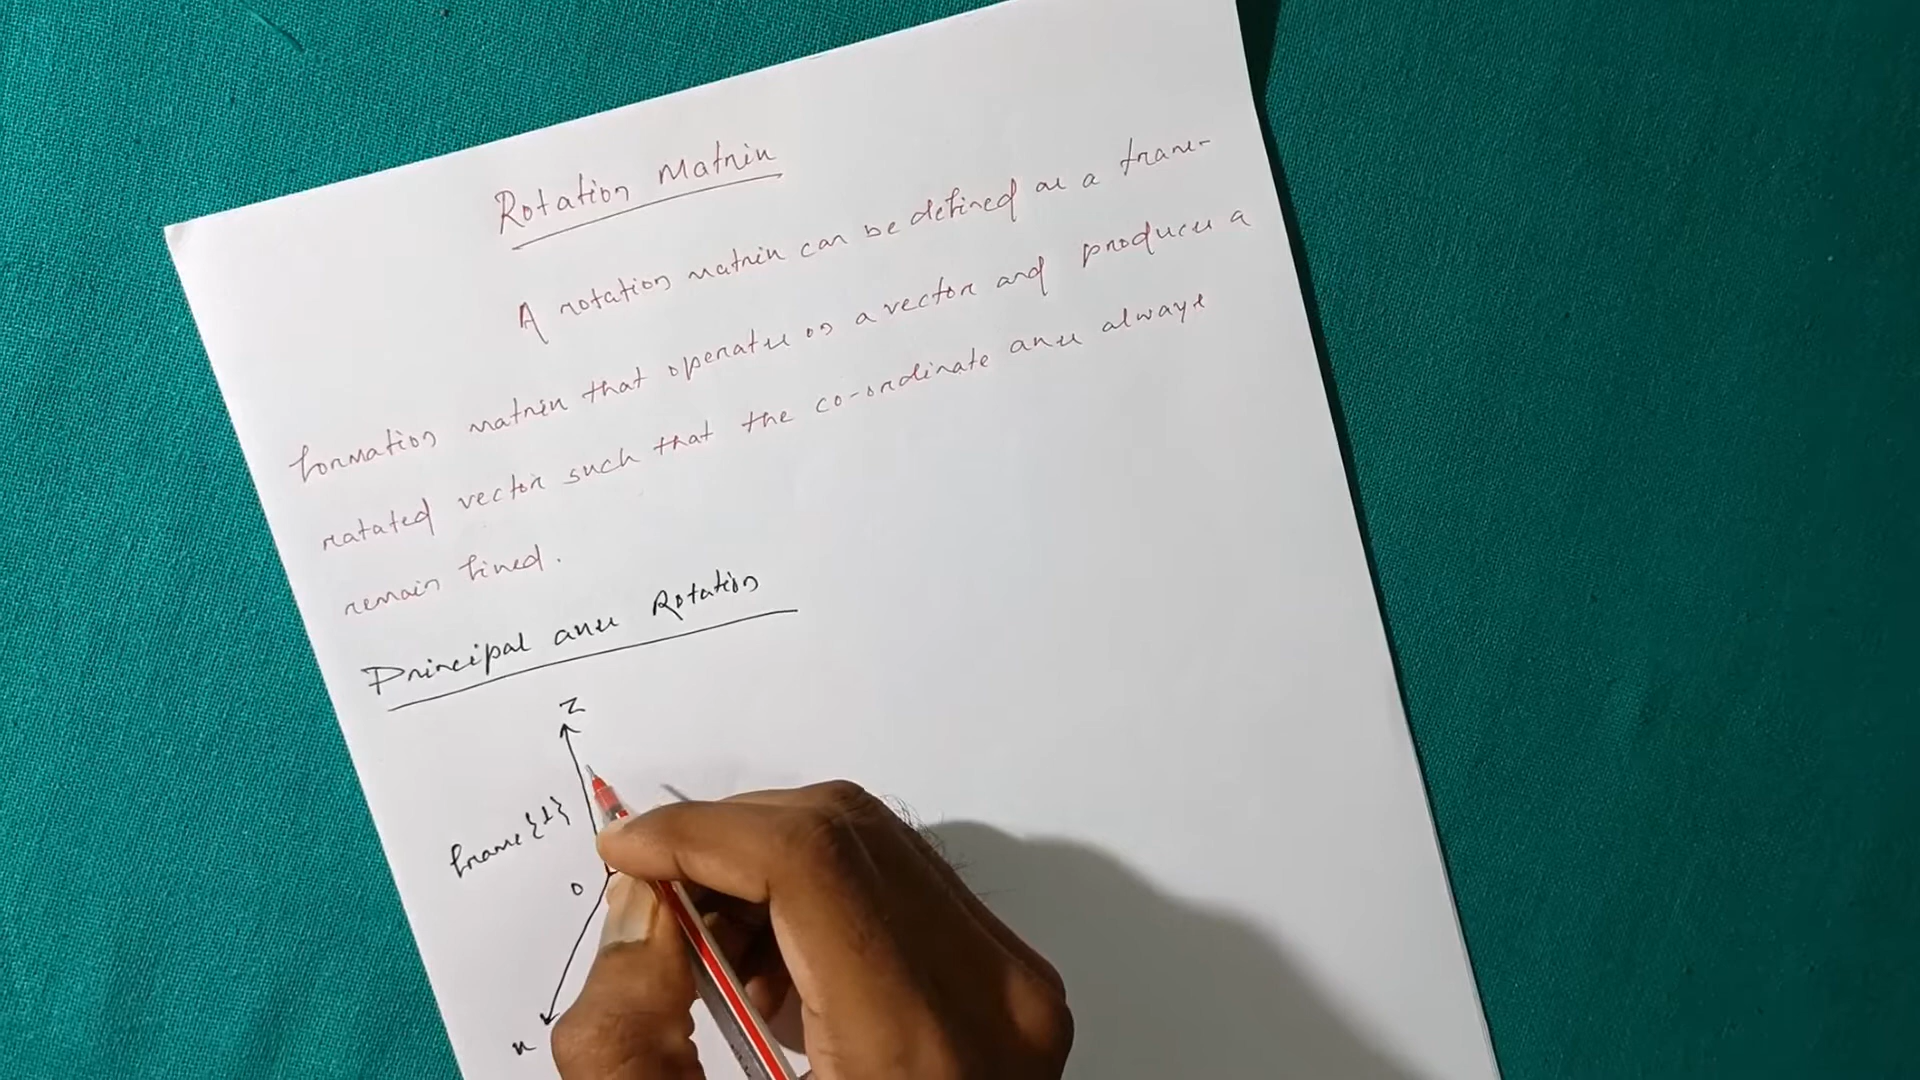 Rotation Matrix
A rotation matrix can be defined as a trans-
formation matrix that operates on a vector and produces a
rotated vector such that the co-ordinate axes always
remain fixed.
Principal axes Rotation
Z
frame {1}
O
x